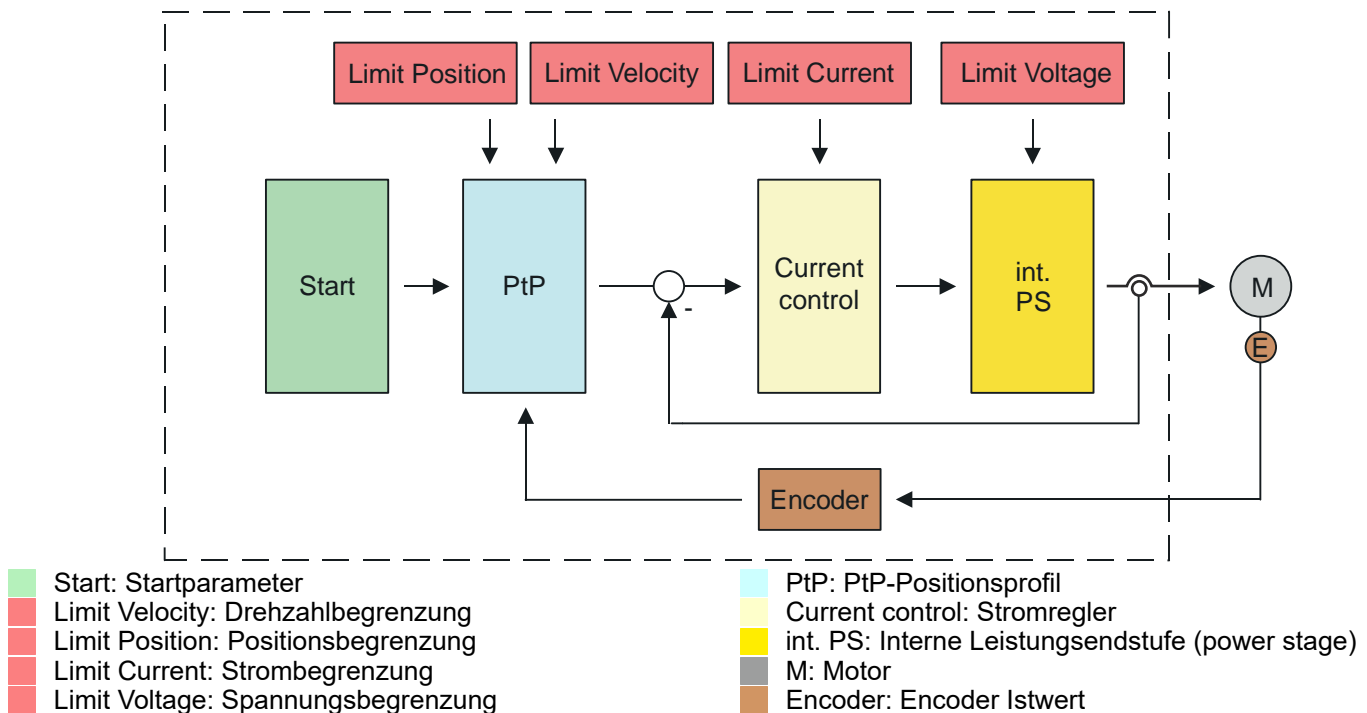 Limit Position
Limit Velocity
Limit Current
Limit Voltage
Start
PtP
-
Current
control
int.
PS
M
E
Encoder
Start: Startparameter
Limit Velocity: Drehzahlbegrenzung
Limit Position: Positionsbegrenzung
Limit Current: Strombegrenzung
Limit Voltage: Spannungsbegrenzung
PtP: PtP-Positionsprofil
Current control: Stromregler
int. PS: Interne Leistungsendstufe (power stage)
M: Motor
Encoder: Encoder Istwert